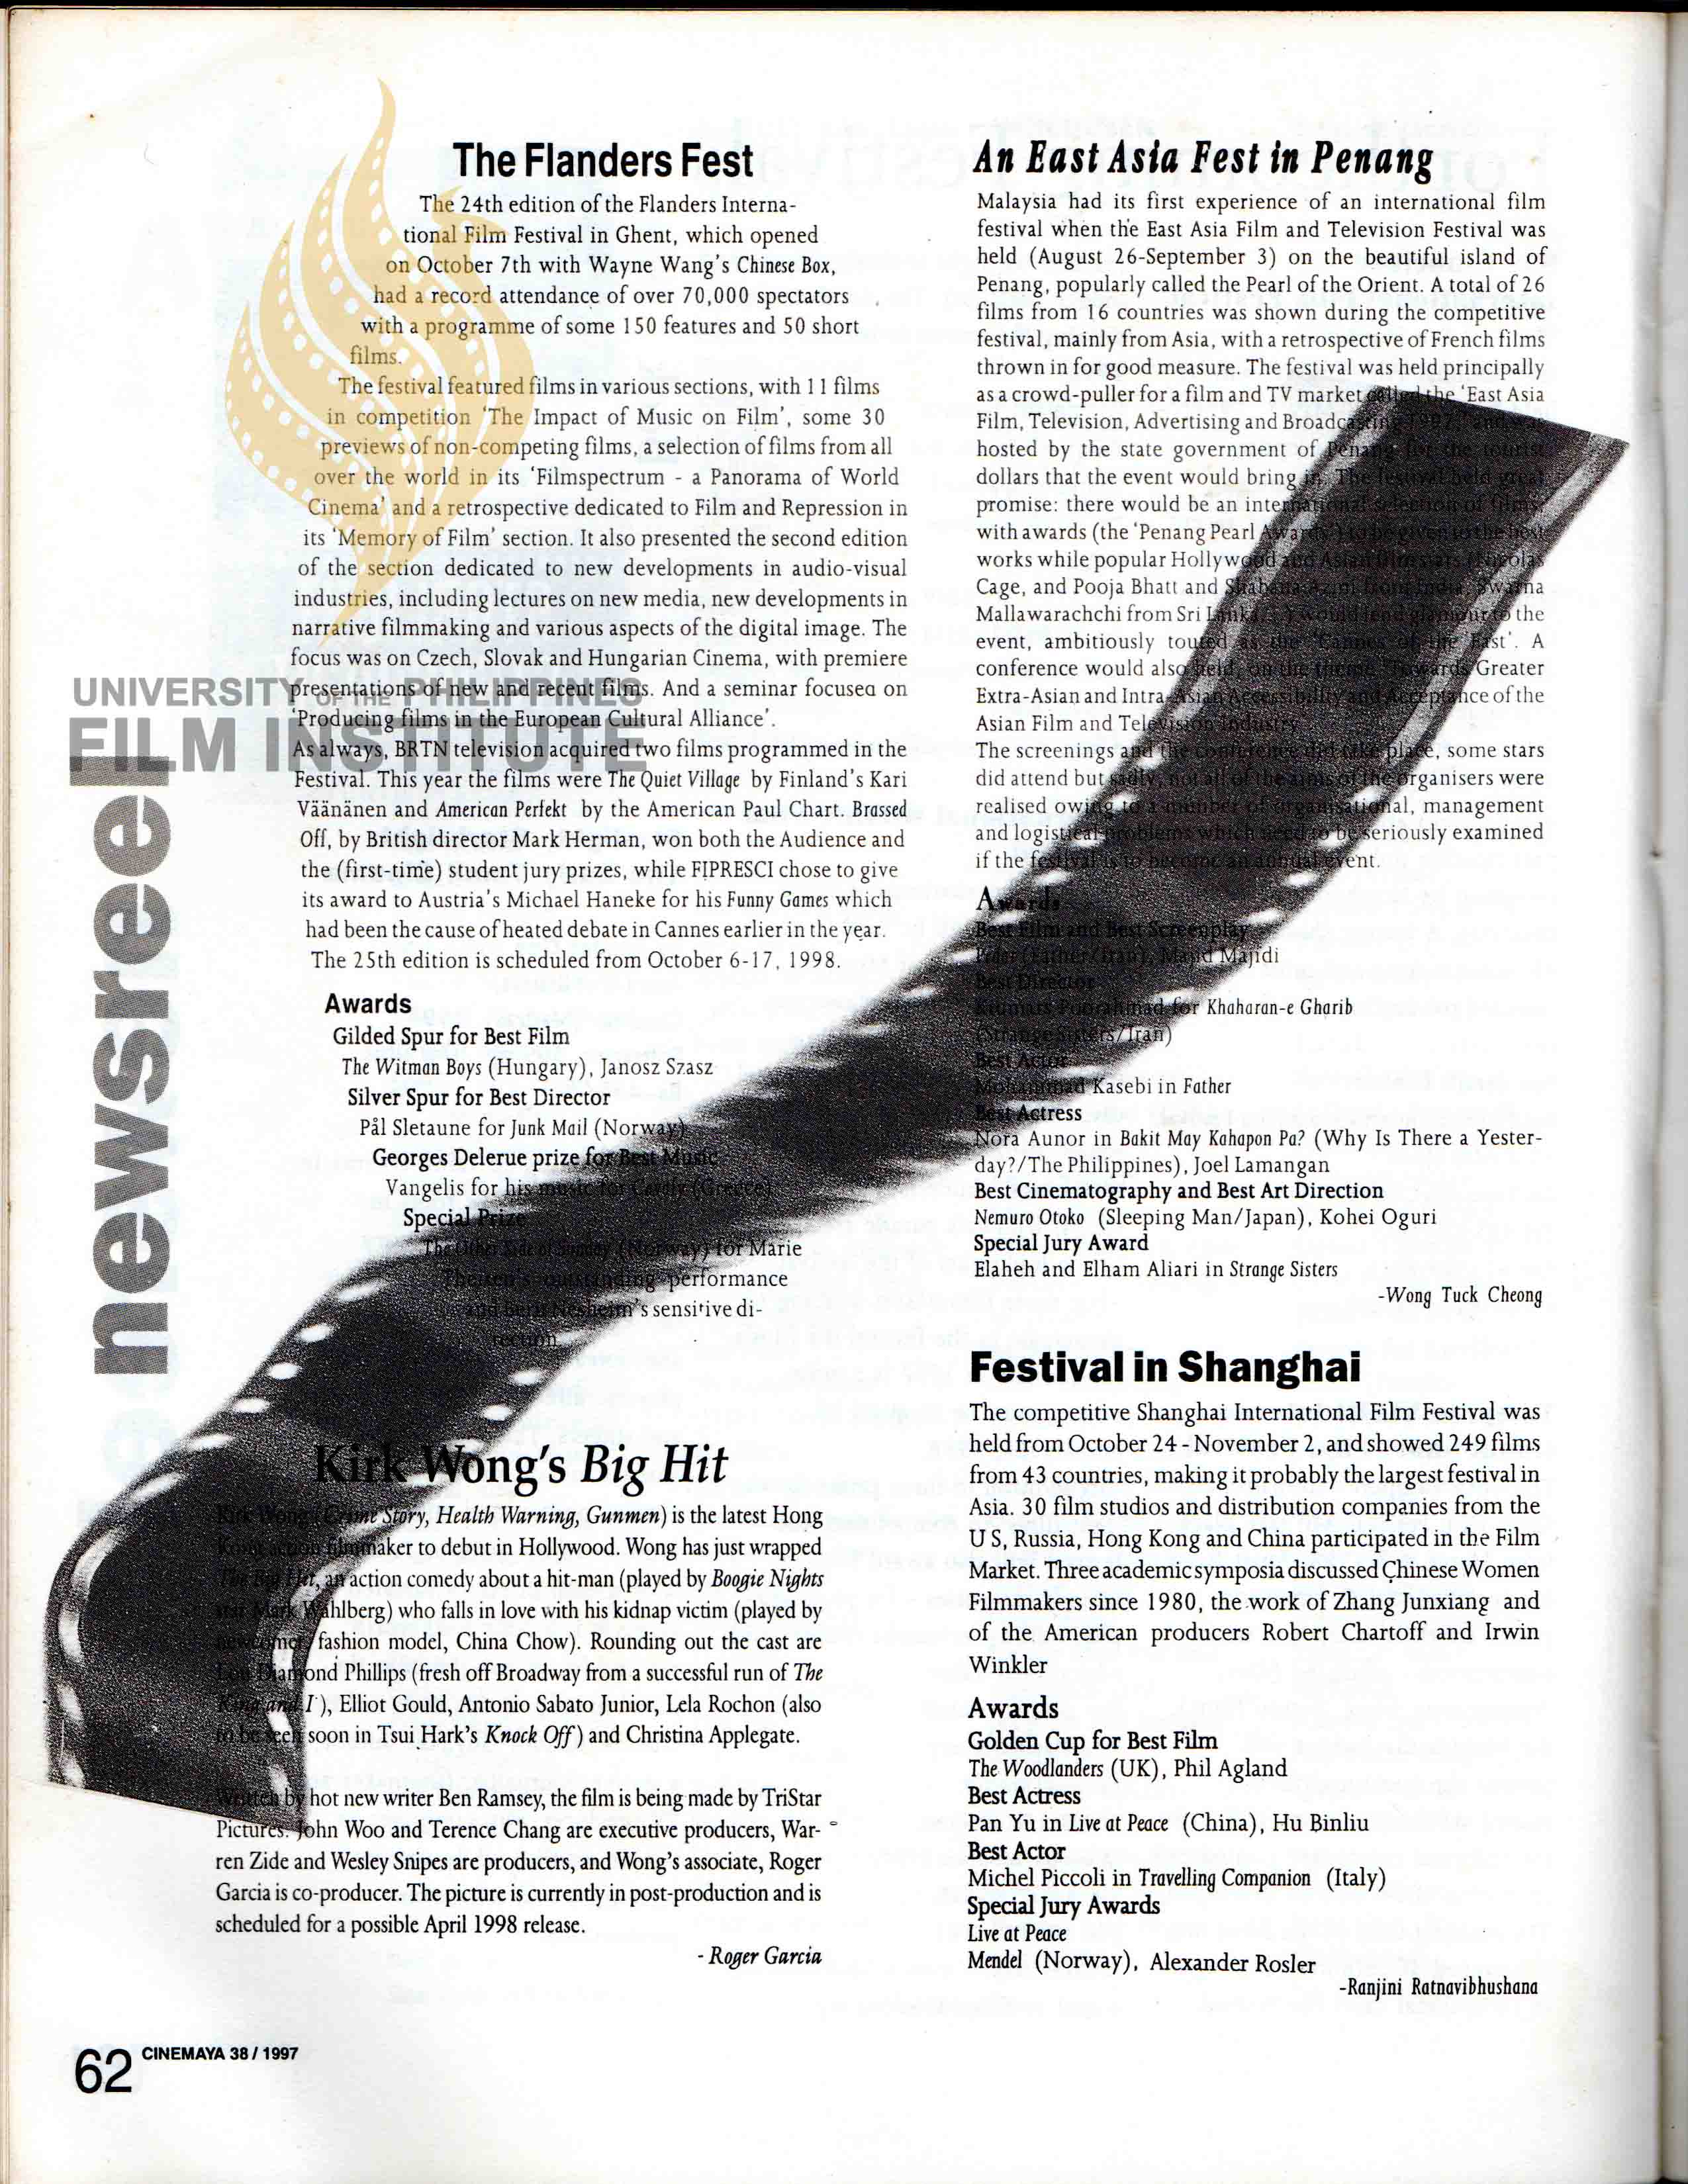 The Flanders Fest
The 24th edition of the Flanders Interna-
tional Film Festival in Ghent, which opened
on October 7th with Wayne Wang's Chinese Box,
had a record attendance of over 70,000 spectators
with a programme of some 150 features and 50 short
films.
The festival featured films in various sections, with 11 films
in competition 'The Impact of Music on Film', some 30
previews of non-competing films, a selection of films from all
over the world in its 'Filmspectrum - a Panorama of World
Cinema' and a retrospective dedicated to Film and Repression in
its 'Memory of Film' section. It also presented the second edition
of the section dedicated to new developments in audio-visual
industries, including lectures on new media, new developments in
narrative filmmaking and various aspects of the digital image. The
focus was on Czech, Slovak and Hungarian Cinema, with premiere
presentations of new and recent films. And a seminar focused on
'Producing films in the European Cultural Alliance'.
As always, BRTN television acquired two films programmed in the
Festival. This year the films were The Quiet Village by Finland's Kari
Väänänen and American Perfekt by the American Paul Chart. Brassed
Off, by British director Mark Herman, won both the Audience and
the (first-time) student jury prizes, while FIPRESCI chose to give
its award to Austria's Michael Haneke for his Funny Games which
had been the cause of heated debate in Cannes earlier in the year.
The 25th edition is scheduled from October 6-17, 1998.
Awards
Gilded Spur for Best Film
The Witman Boys (Hungary), Janosz Szasz
Silver Spur for Best Director
Pål Sletaune for Junk Mail (Norway)
Georges Delerue prize for Best Music
Vangelis for his music for Cavafy (Greece)
Special Prize
The Other Side of Sunday (Norway) for Marie
Theisen's outstanding performance
and Berit Nesheim's sensitive di-
rection.
Kirk Wong's Big Hit
Kirk Wong (Crime Story, Health Warning, Gunmen) is the latest Hong
Kong action filmmaker to debut in Hollywood. Wong has just wrapped
The Big Hit, an action comedy about a hit-man (played by Boogie Nights
star Mark Wahlberg) who falls in love with his kidnap victim (played by
newcomer, fashion model, China Chow). Rounding out the cast are
Lou Diamond Phillips (fresh off Broadway from a successful run of The
King and I'), Elliot Gould, Antonio Sabato Junior, Lela Rochon (also
to be seen soon in Tsui Hark's Knock Off) and Christina Applegate.
Written by hot new writer Ben Ramsey, the film is being made by TriStar
Pictures. John Woo and Terence Chang are executive producers, War-
ren Zide and Wesley Snipes are producers, and Wong's associate, Roger
Garcia is co-producer. The picture is currently in post-production and is
scheduled for a possible April 1998 release.
- Roger Garcia
An East Asia Fest in Penang
Malaysia had its first experience of an international film
festival when the East Asia Film and Television Festival was
held (August 26-September 3) on the beautiful island of
Penang, popularly called the Pearl of the Orient. A total of 26
films from 16 countries was shown during the competitive
festival, mainly from Asia, with a retrospective of French films
thrown in for good measure. The festival was held principally
as a crowd-puller for a film and TV market called the 'East Asia
Film, Television, Advertising and Broadcasting 1997,' and was
hosted by the state government of Penang for the tourist
dollars that the event would bring in. The festival held great
promise: there would be an international selection of films,
with awards (the 'Penang Pearl Awards') to be given to the best
works while popular Hollywood and Asian film stars (Nicolas
Cage, and Pooja Bhatt and Shabana Azmi from India, Swarna
Mallawarachchi from Sri Lanka...) would lend glamour to the
event, ambitiously touted as the 'Cannes of the East'. A
conference would also held, on the theme 'Towards Greater
Extra-Asian and Intra-Asian Accessibility and Acceptance of the
Asian Film and Television Industry.
The screenings and the conference did take place, some stars
did attend but sadly, not all of the aims of the organisers were
realised owing to a number of organisational, management
and logistical problems which need to be seriously examined
if the festival is to become an annual event.
Awards
Best Film and Best Screenplay
Pedar (Father/Iran), Majid Majidi
Best Director
Kiumars Poorahmad for Khaharan-e Gharib
(Strange Sisters/Iran)
Best Actor
Mohammad Kasebi in Father
Best Actress
Nora Aunor in Bakit May Kahapon Pa? (Why Is There a Yester-
day?/The Philippines), Joel Lamangan
Best Cinematography and Best Art Direction
Nemuro Otoko (Sleeping Man/Japan), Kohei Oguri
Special Jury Award
Elaheh and Elham Aliari in Strange Sisters
-Wong Tuck Cheong
Festival in Shanghai
The competitive Shanghai International Film Festival was
held from October 24 - November 2, and showed 249 films
from 43 countries, making it probably the largest festival in
Asia. 30 film studios and distribution companies from the
U S, Russia, Hong Kong and China participated in the Film
Market. Three academic symposia discussed Chinese Women
Filmmakers since 1980, the work of Zhang Junxiang and
of the American producers Robert Chartoff and Irwin
Winkler
Awards
Golden Cup for Best Film
The Woodlanders (UK), Phil Agland
Best Actress
Pan Yu in Live at Peace (China), Hu Binliu
Best Actor
Michel Piccoli in Travelling Companion (Italy)
Special Jury Awards
Live at Peace
Mendel (Norway), Alexander Rosler
-Ranjini Ratnavibhushana
newsreel
UNIVERSITY OF THE PHILIPPINES
FILM INSTITUTE
62 CINEMAYA 38 / 1997